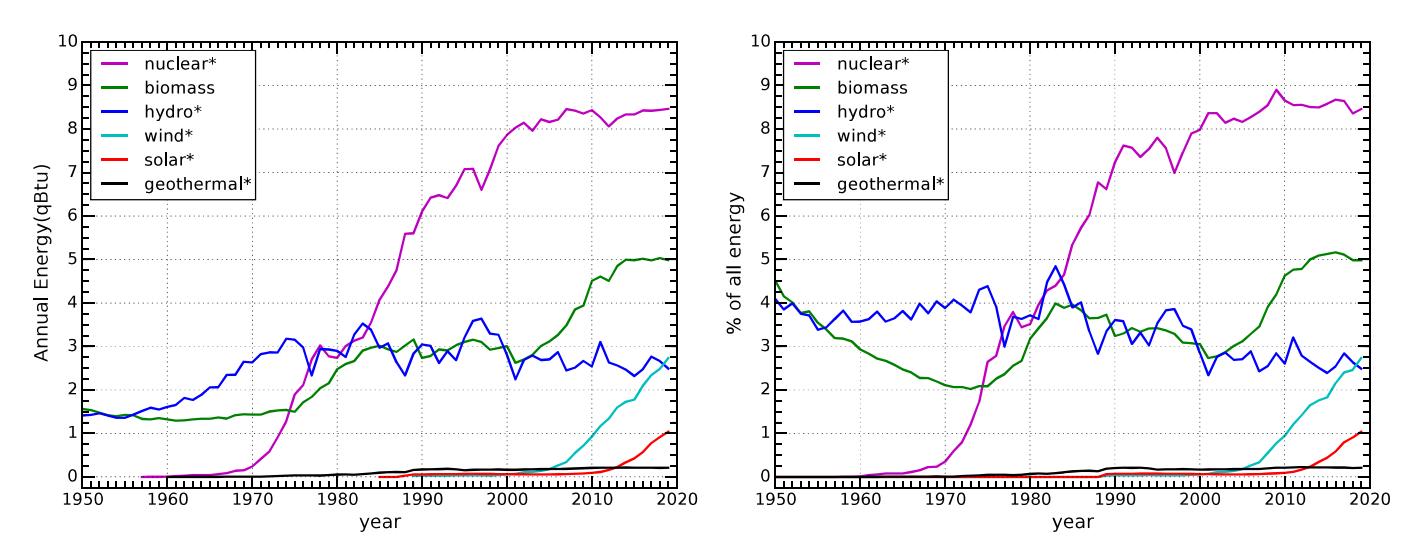 10
9
8
7
6
5
4
3
2
1
0
Annual Energy(qBtu)
nuclear*
biomass
hydro*
wind*
solar*
geothermal*
1950 1960 1970 1980 1990 2000 2010 2020
year
10
9
8
7
6
5
4
3
2
1
0
% of all energy
nuclear*
biomass
hydro*
wind*
solar*
geothermal*
1950 1960 1970 1980 1990 2000 2010 2020
year